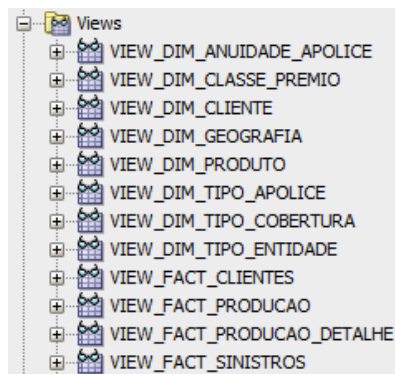 Views
VIEW_DIM_ANUIDADE_APOLICE
VIEW_DIM_CLASSE_PREMIO
VIEW_DIM_CLIENTE
VIEW_DIM_GEOGRAFIA
VIEW_DIM_PRODUTO
VIEW_DIM_TIPO_APOLICE
VIEW_DIM_TIPO_COBERTURA
VIEW_DIM_TIPO_ENTIDADE
VIEW_FACT_CLIENTES
VIEW_FACT_PRODUCAO
VIEW_FACT_PRODUCAO_DETALHE
VIEW_FACT_SINISTROS